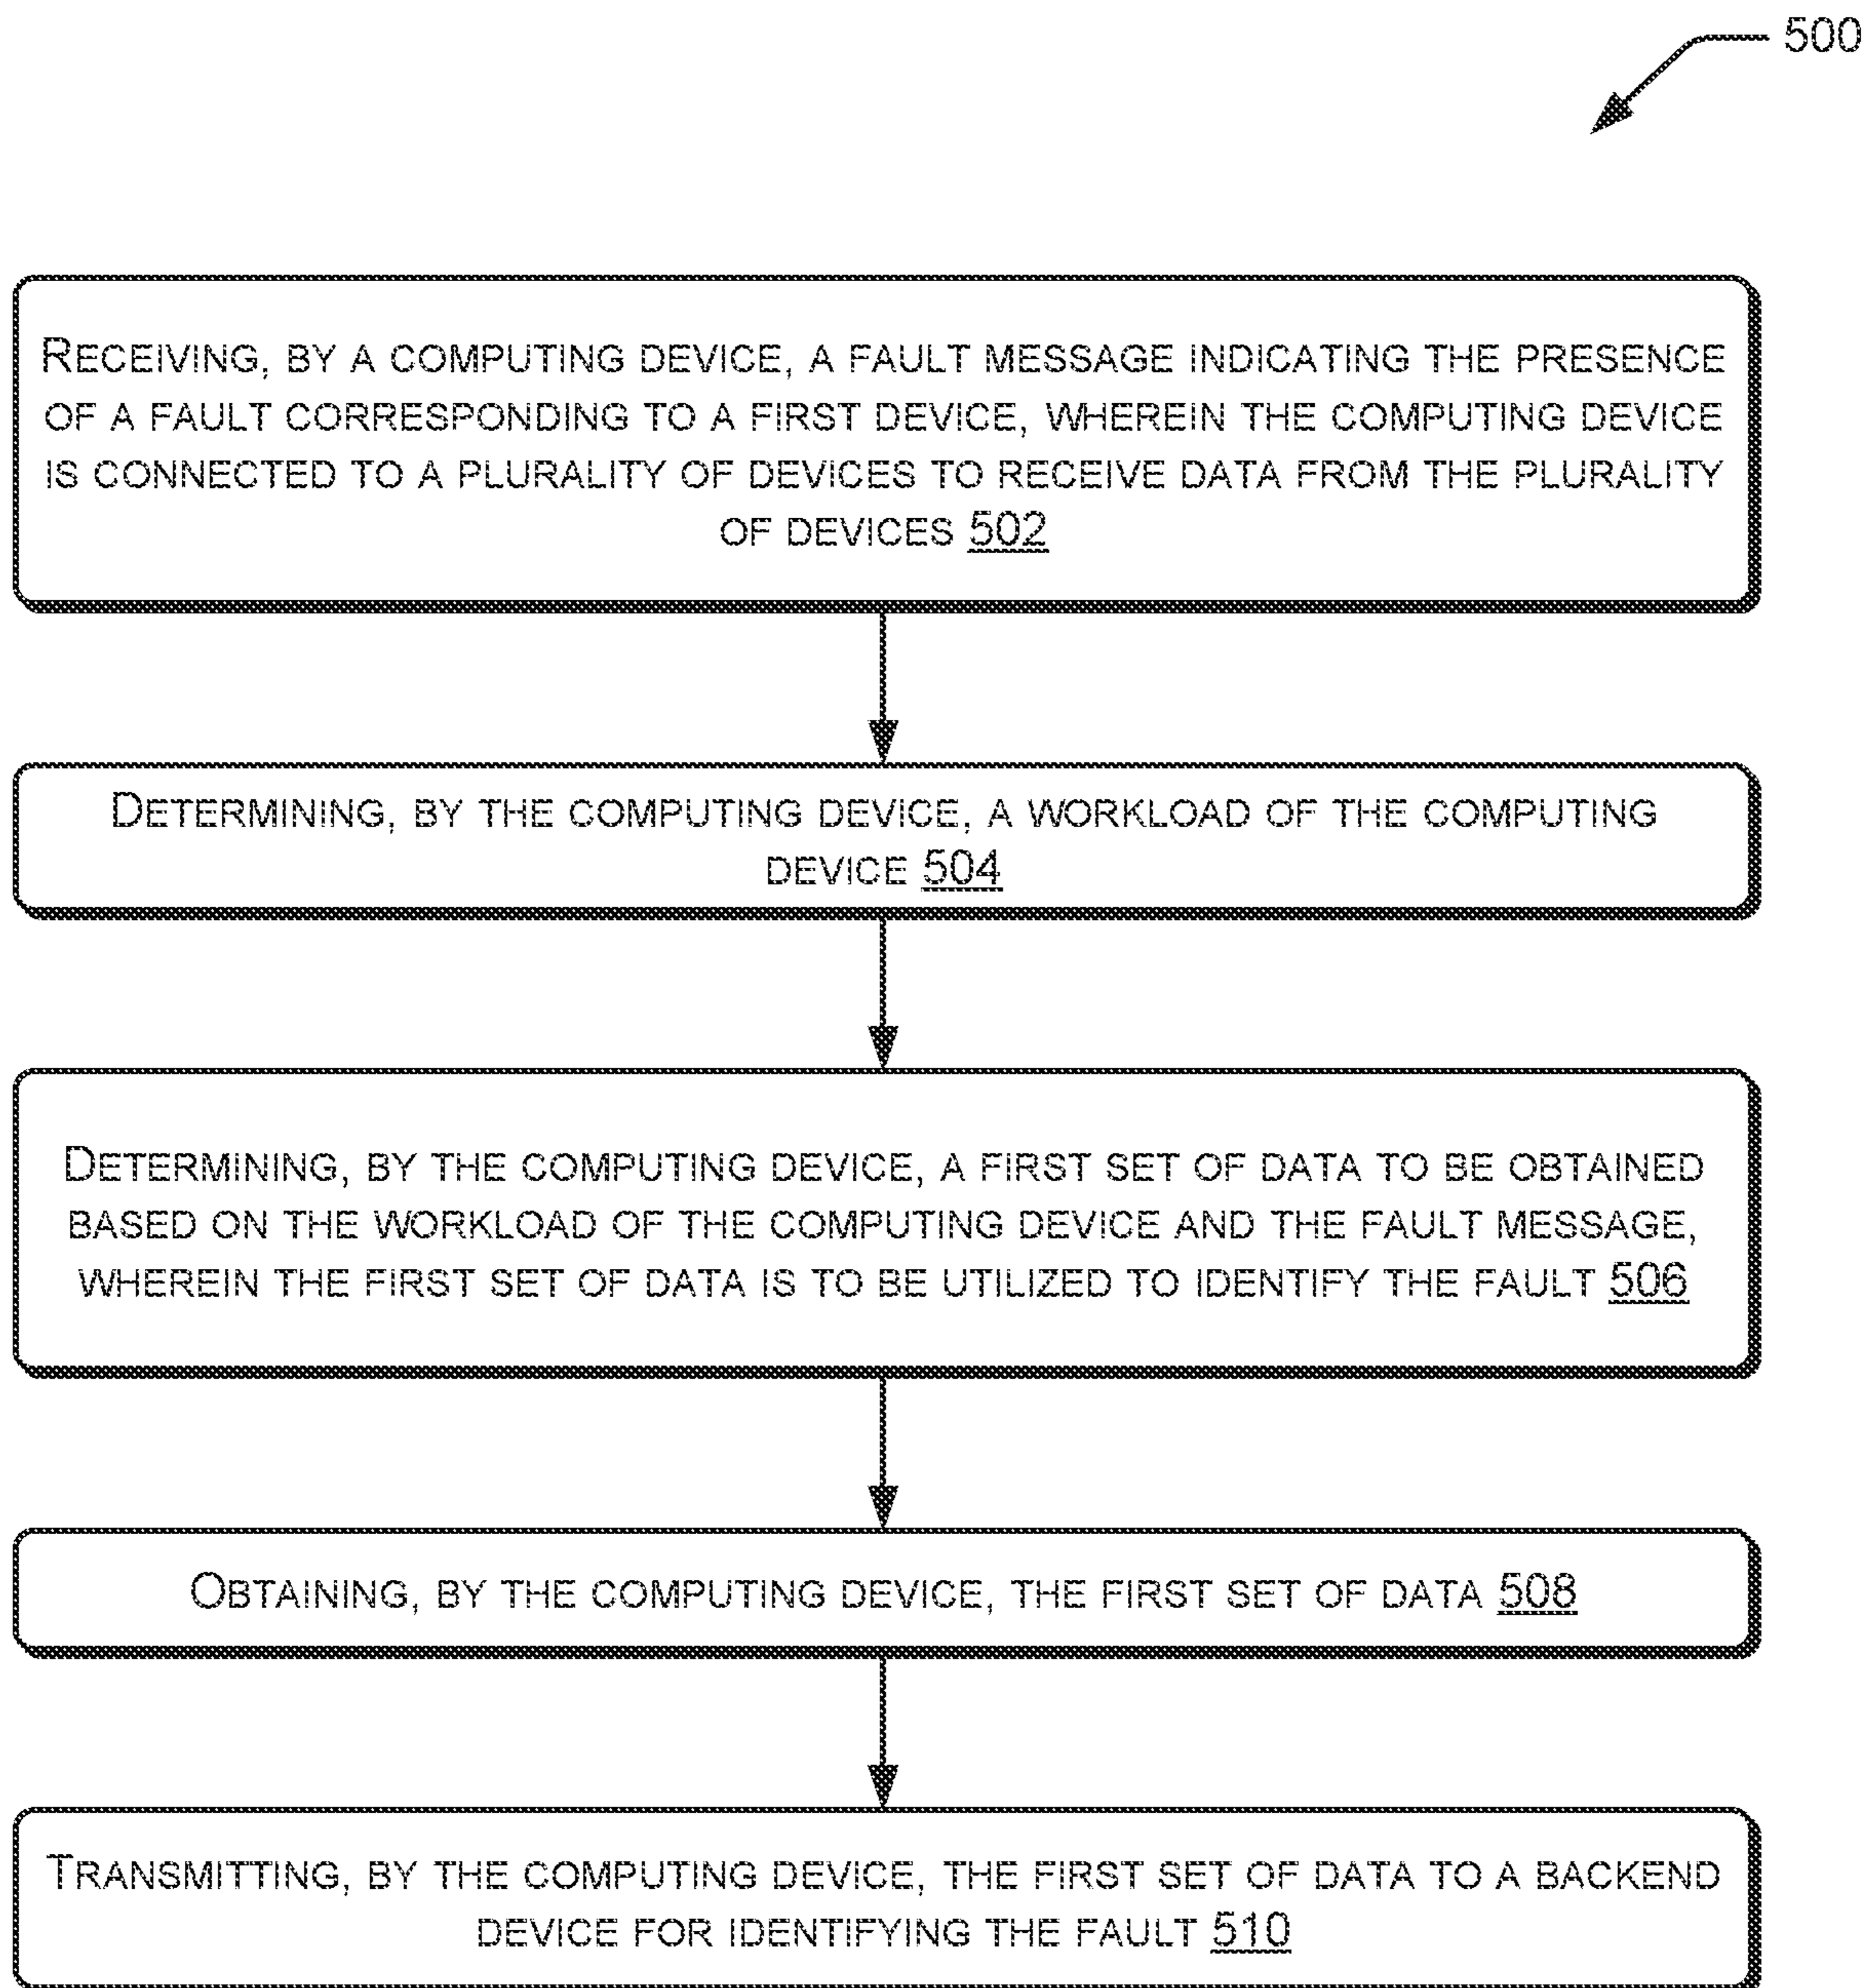 500
RECEIVING, BY A COMPUTING DEVICE, A FAULT MESSAGE INDICATING THE PRESENCE
OF A FAULT CORRESPONDING TO A FIRST DEVICE, WHEREIN THE COMPUTING DEVICE
IS CONNECTED TO A PLURALITY OF DEVICES TO RECEIVE DATA FROM THE PLURALITY
OF DEVICES 502
DETERMINING, BY THE COMPUTING DEVICE, A WORKLOAD OF THE COMPUTING
DEVICE 504
DETERMINING, BY THE COMPUTING DEVICE, A FIRST SET OF DATA TO BE OBTAINED
BASED ON THE WORKLOAD OF THE COMPUTING DEVICE AND THE FAULT MESSAGE,
WHEREIN THE FIRST SET OF DATA IS TO BE UTILIZED TO IDENTIFY THE FAULT 506
OBTAINING, BY THE COMPUTING DEVICE, THE FIRST SET OF DATA 508
TRANSMITTING, BY THE COMPUTING DEVICE, THE FIRST SET OF DATA TO A BACKEND
DEVICE FOR IDENTIFYING THE FAULT 510